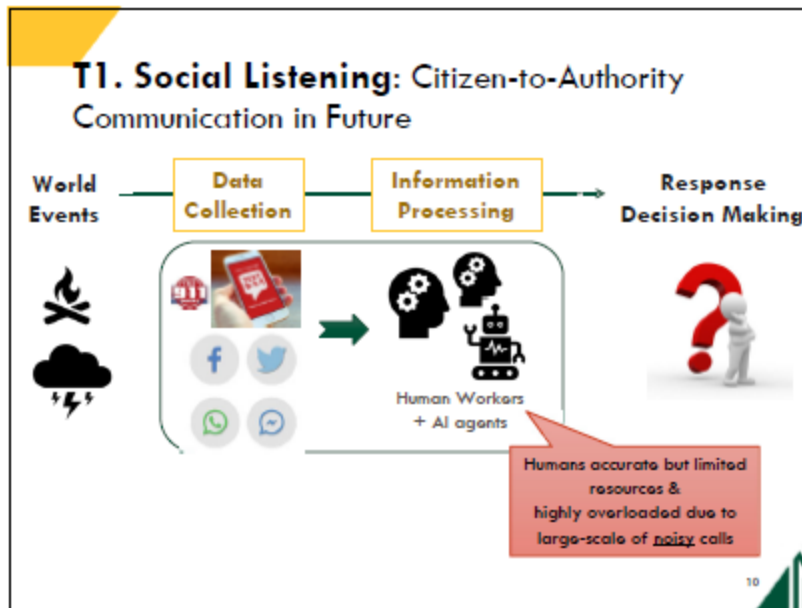 T1. Social Listening: Citizen-to-Authority
Communication in Future
World
Events
Data
Collection
Information
Processing
Response
Decision Making
911
Human Workers
+ AI agents
Humans accurate but limited
resources &
highly overloaded due to
large-scale of noisy calls
10